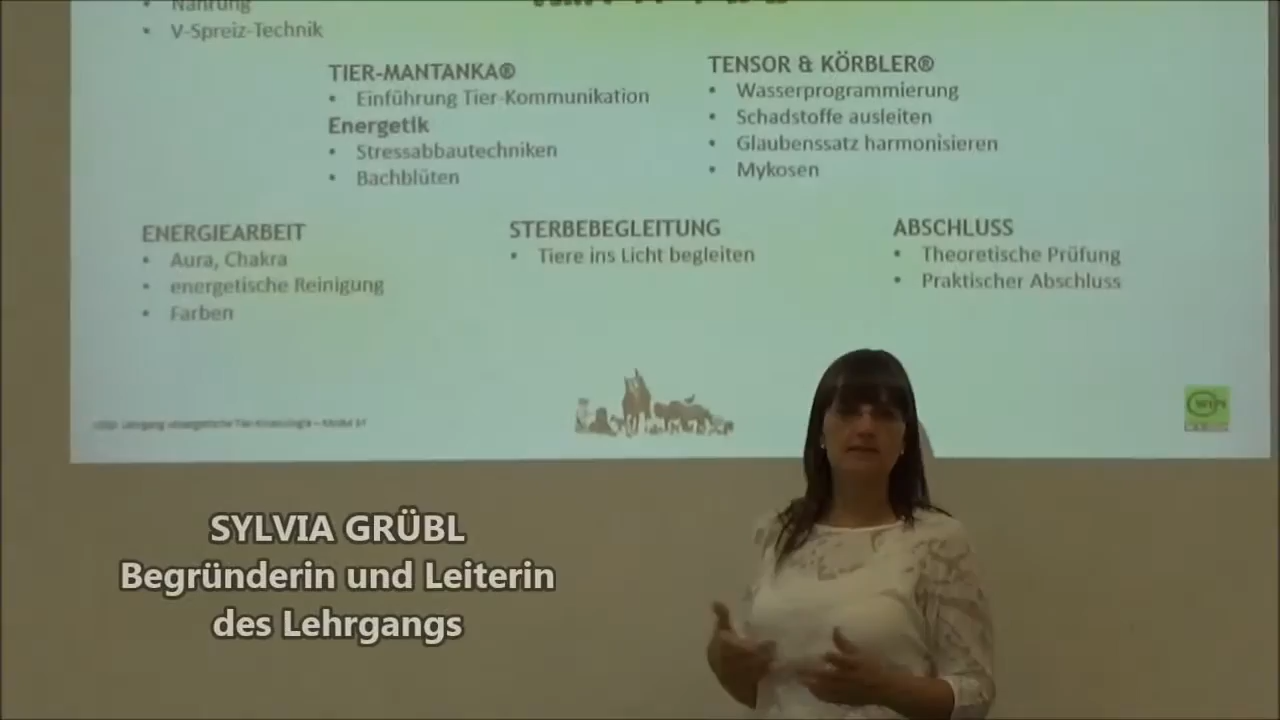 Nahrung
V-Spreiz-Technik
TIER-MANTANKA®
Einführung Tier-Kommunikation
Energetik
Stressabbautechniken
Bachblüten
TENSOR & KÖRBLER®
Wasserprogrammierung
Schadstoffe ausleiten
Glaubenssatz harmonisieren
Mykosen
ENERGIEARBEIT
Aura, Chakra
energetische Reinigung
Farben
STERBEBEGLEITUNG
Tiere ins Licht begleiten
ABSCHLUSS
Theoretische Prüfung
Praktischer Abschluss
SYLVIA GRÜBL
Begründerin und Leiterin
des Lehrgangs